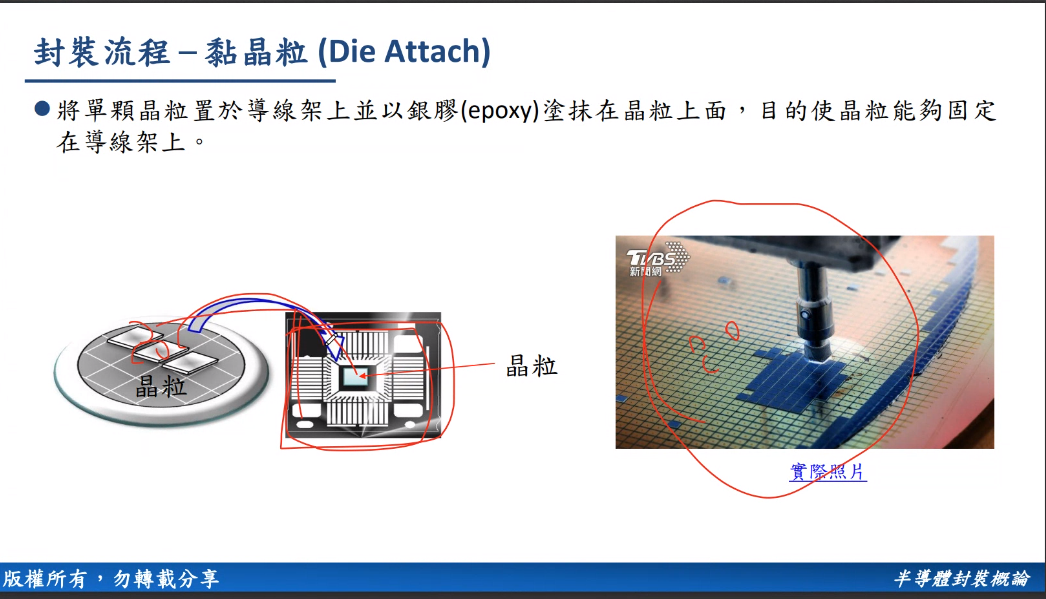 封裝流程 – 黏晶粒 (Die Attach)
●將單顆晶粒置於導線架上並以銀膠(epoxy)塗抹在晶粒上面，目的使晶粒能夠固定
在導線架上。
TVBS
新聞網
晶粒
晶粒
實際照片
版權所有，勿轉載分享
半導體封裝概論